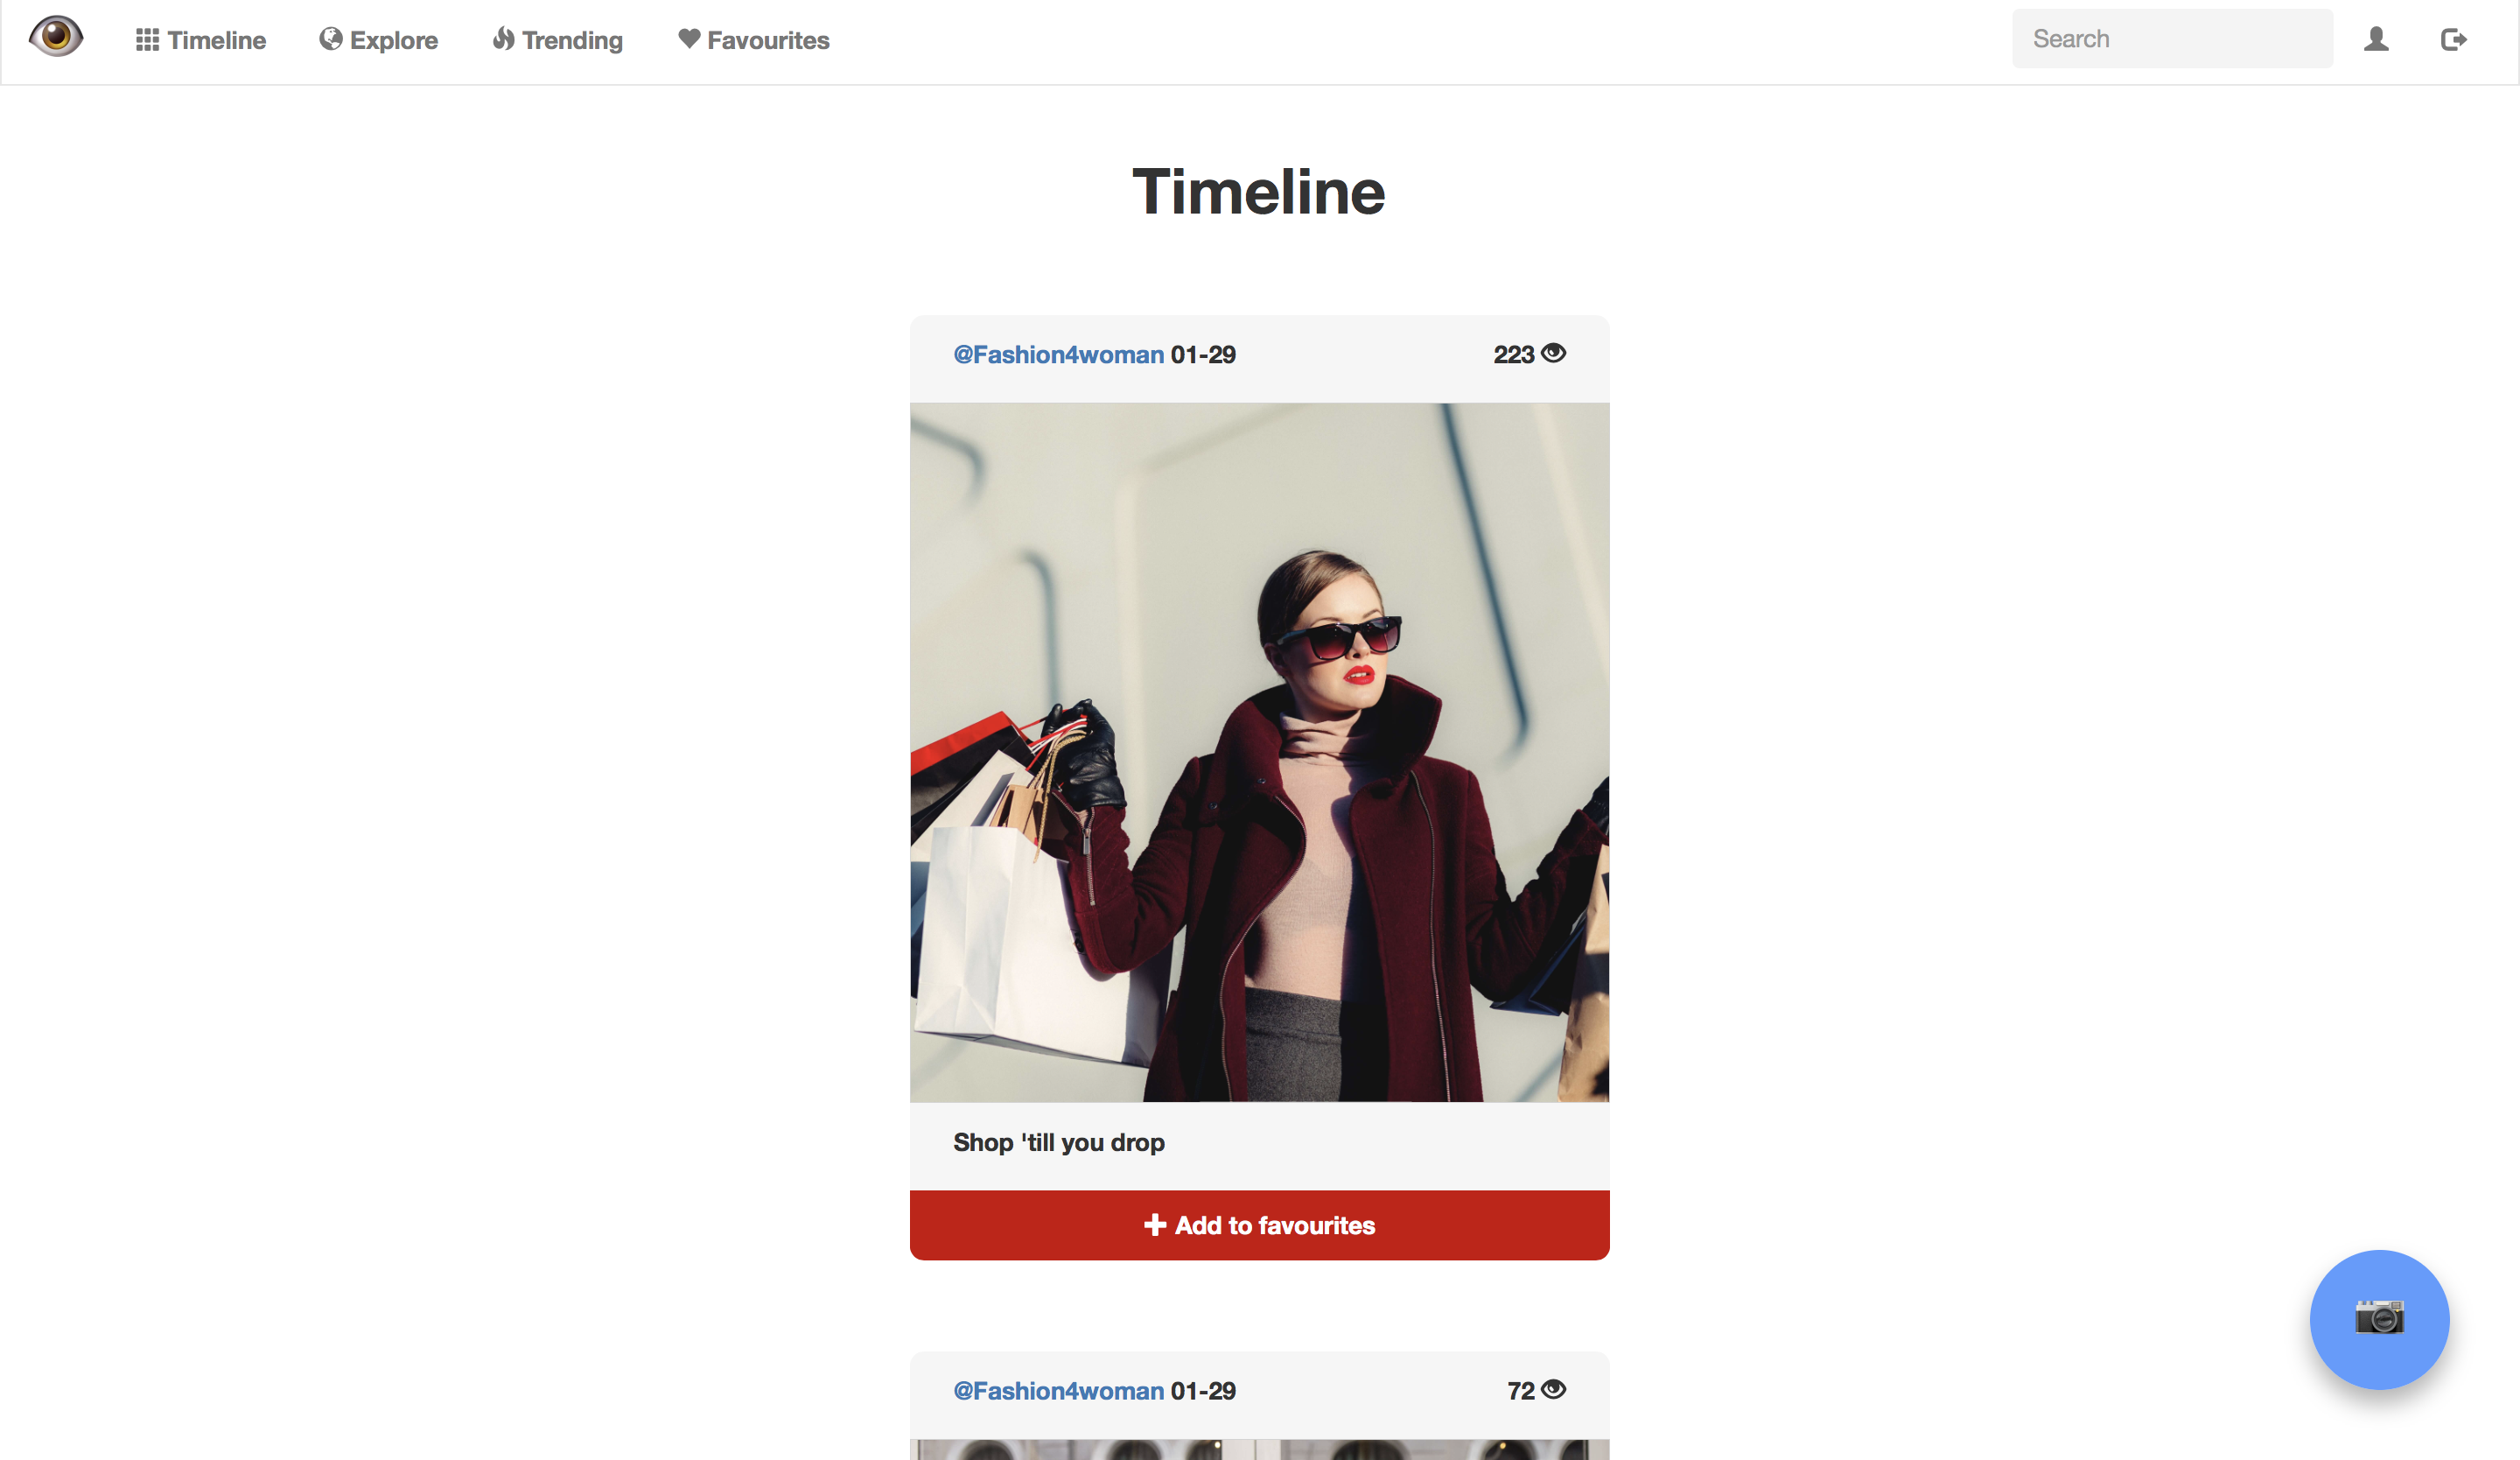 Timeline
Explore
Trending
Favourites
Search
Timeline
@Fashion4woman 01-29
223
Shop 'till you drop
Add to favourites
@Fashion4woman 01-29
72